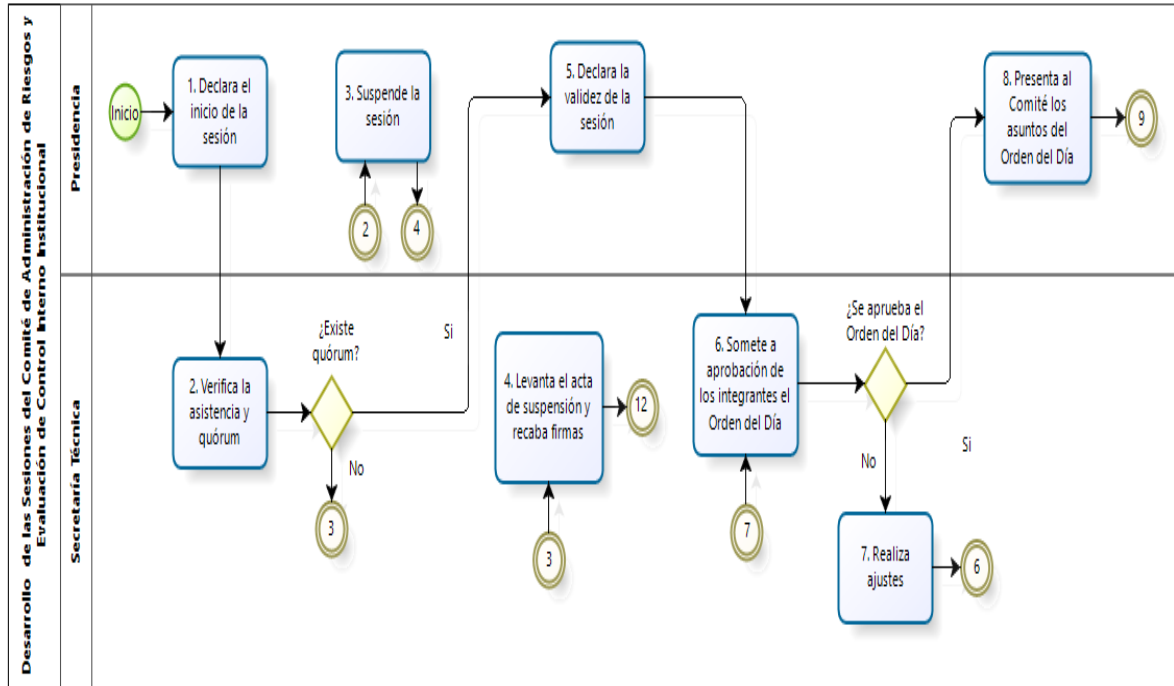 Desarrollo de las Sesiones del Comité de Administración de Riesgos y
Evaluación de Control Interno Institucional
Presidencia
Inicio
1. Declara el
inicio de la
sesión
3. Suspende la
sesión
2
4
5. Declara la
validez de la
sesión
8. Presenta al
Comité los
asuntos del
Orden del Día
9
Secretaría Técnica
2. Verifica la
asistencia y
quórum
¿Existe
quórum?
Si
No
3
4. Levanta el acta
de suspensión y
recaba firmas
12
3
6. Somete a
aprobación de
los integrantes el
Orden del Día
7
¿Se aprueba el
Orden del Día?
Si
No
7. Realiza
ajustes
6